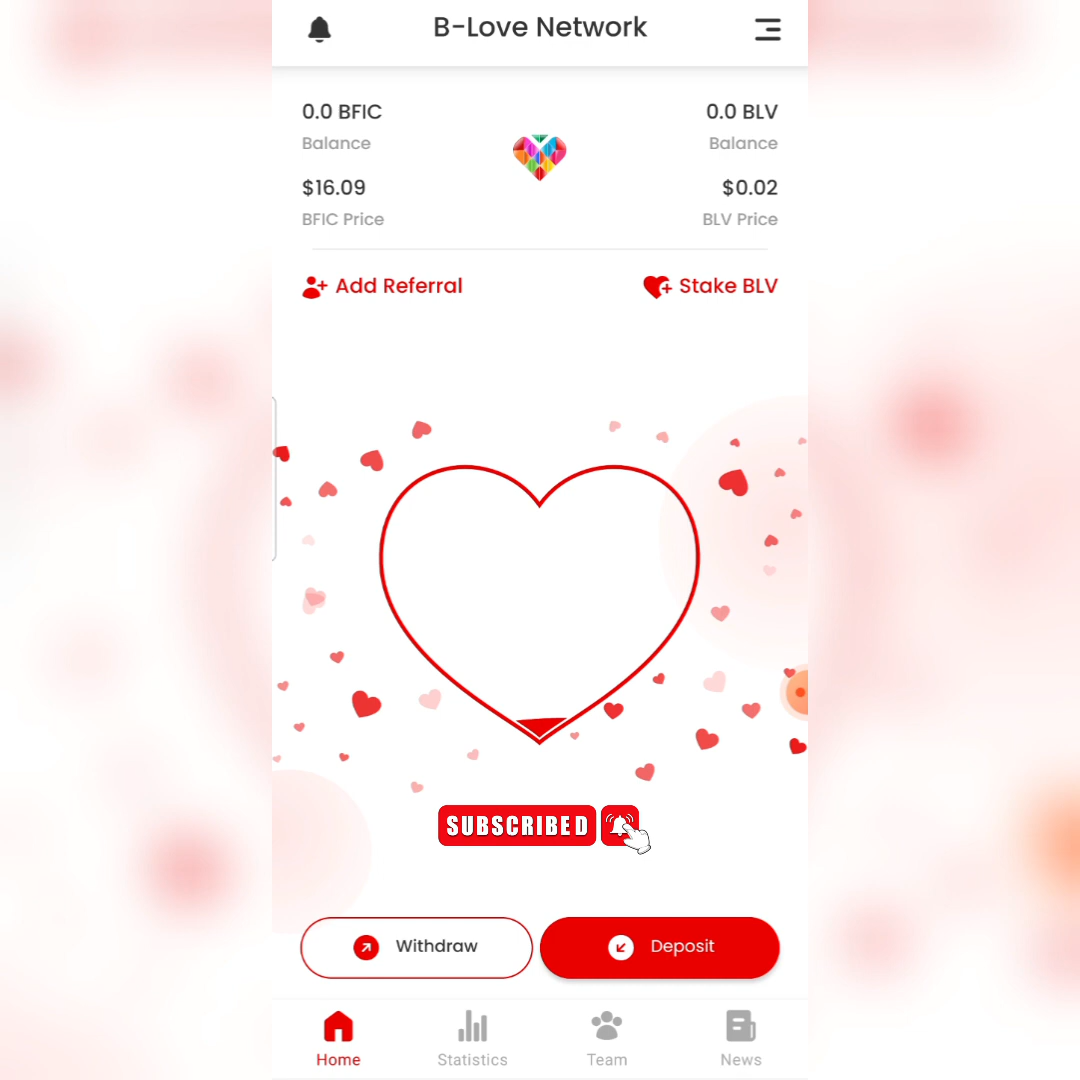 B-Love Network
0.0 BFIC
0.0 BLV
Balance
Balance
$16.09
$0.02
BFIC Price
BLV Price
Add Referral
Stake BLV
SUBSCRIBED
Withdraw
Deposit
Home
Statistics
Team
News